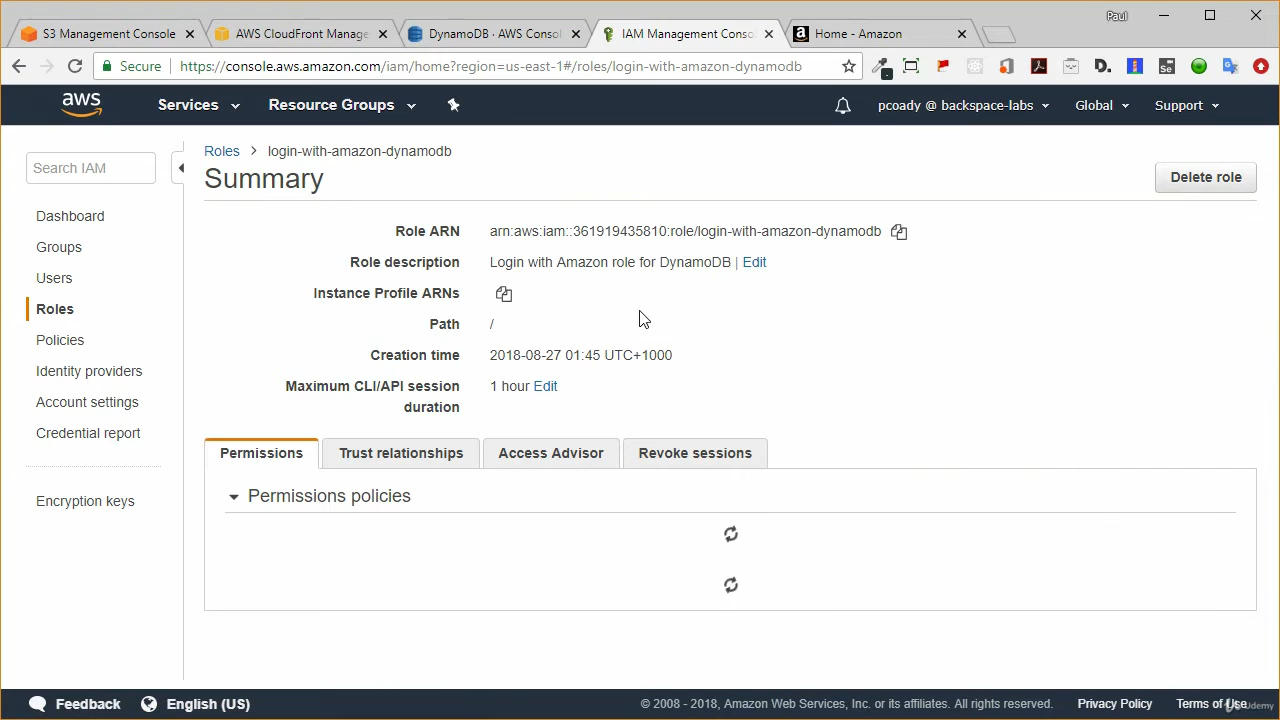 Paul
S3 Management Console
AWS CloudFront Manage
DynamoDB · AWS Consol
IAM Management Conso
Home - Amazon
Secure
https://console.aws.amazon.com/iam/home?region=us-east-1#/roles/login-with-amazon-dynamodb
aws
Services
Resource Groups
pcoady @ backspace-labs
Global
Support
Search IAM
Dashboard
Groups
Users
Roles
Policies
Identity providers
Account settings
Credential report
Encryption keys
Roles > login-with-amazon-dynamodb
Summary
Delete role
Role ARN arn:aws:iam::361919435810:role/login-with-amazon-dynamodb
Role description Login with Amazon role for DynamoDB | Edit
Instance Profile ARNs
Path /
Creation time 2018-08-27 01:45 UTC+1000
Maximum CLI/API session 1 hour Edit
duration
Permissions
Trust relationships
Access Advisor
Revoke sessions
Permissions policies
Feedback
English (US)
© 2008 - 2018, Amazon Web Services, Inc. or its affiliates. All rights reserved.
Privacy Policy
Terms of Use
Udemy